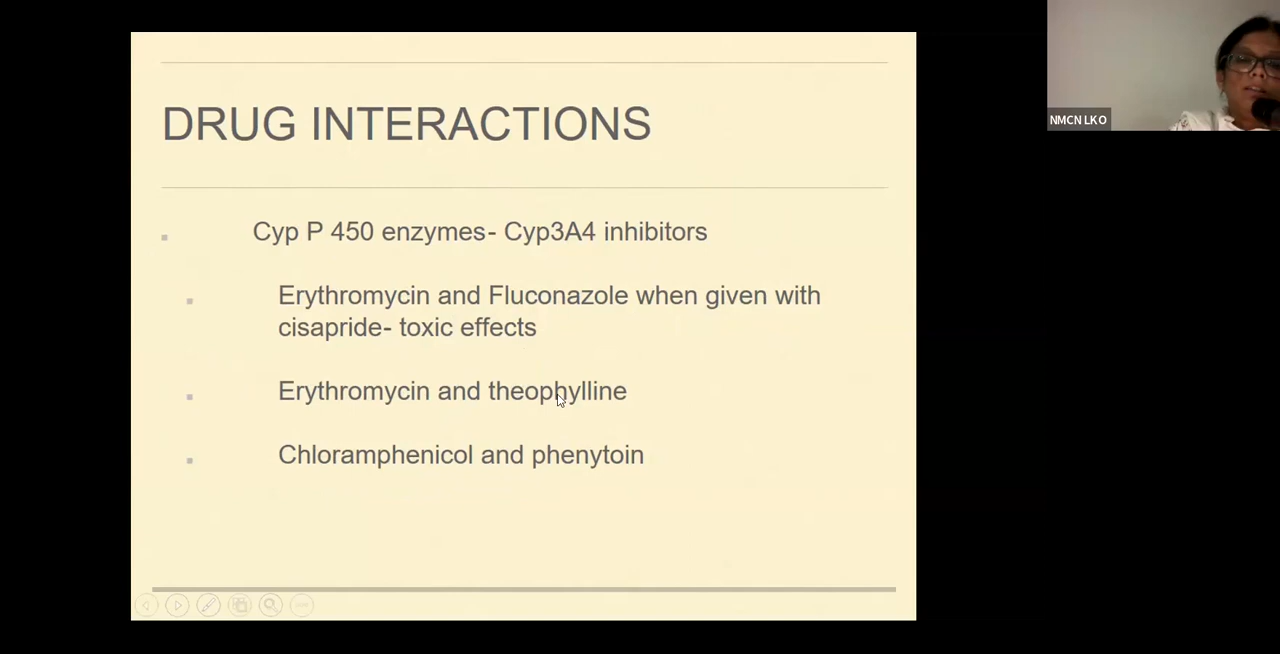 DRUG INTERACTIONS
Cyp P 450 enzymes- Cyp3A4 inhibitors
Erythromycin and Fluconazole when given with
cisapride- toxic effects
Erythromycin and theophylline
Chloramphenicol and phenytoin
NMCN LKO